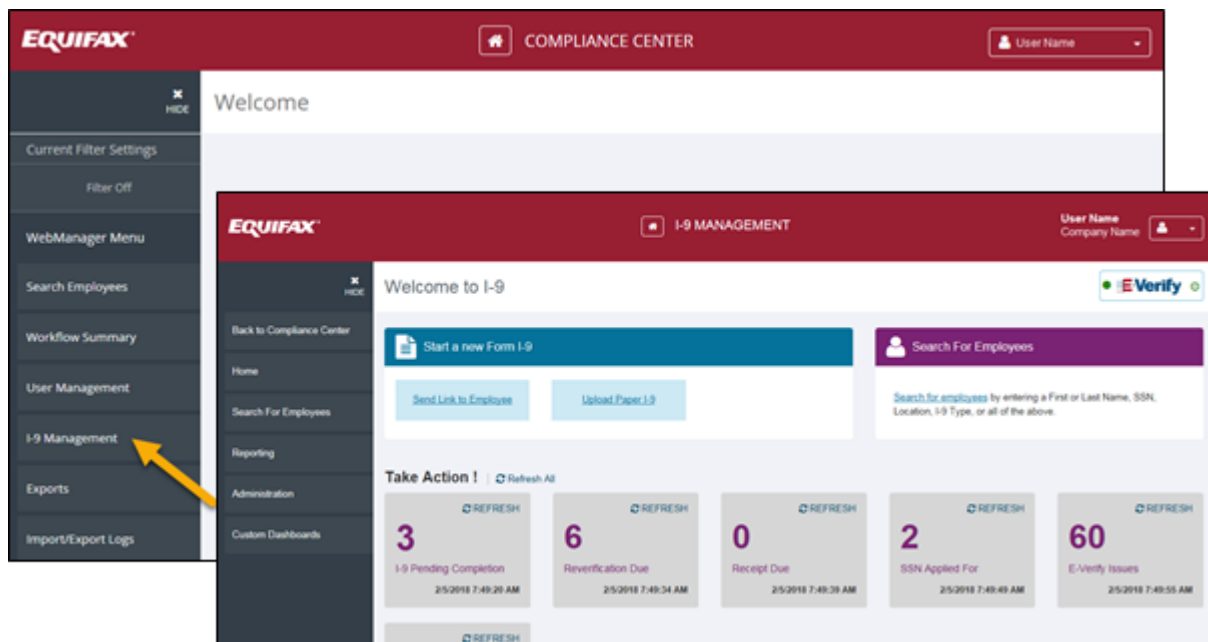 EQUIFAX
COMPLIANCE CENTER
User Name
HIDE
Welcome
Current Filter Settings
Filter Off
WebManager Menu
Search Employees
Workflow Summary
User Management
I-9 Management
Exports
Import/Export Logs
EQUIFAX
I-9 MANAGEMENT
User Name
Company Name
HIDE
Welcome to I-9
E-Verify
Back to Compliance Center
Home
Search For Employees
Reporting
Administration
Custom Dashboards
Start a new Form I-9
Send Link to Employee
Upload Paper I-9
Search For Employees
Search for employees by entering a First or Last Name, SSN,
Location, I-9 Type, or all of the above.
Take Action ! | Refresh All
REFRESH
3
I-9 Pending Completion
2/5/2018 7:49:20 AM
REFRESH
6
Reverification Due
2/5/2018 7:49:34 AM
REFRESH
0
Receipt Due
2/5/2018 7:49:39 AM
REFRESH
2
SSN Applied For
2/5/2018 7:49:49 AM
REFRESH
60
E-Verify Issues
2/5/2018 7:49:55 AM
REFRESH